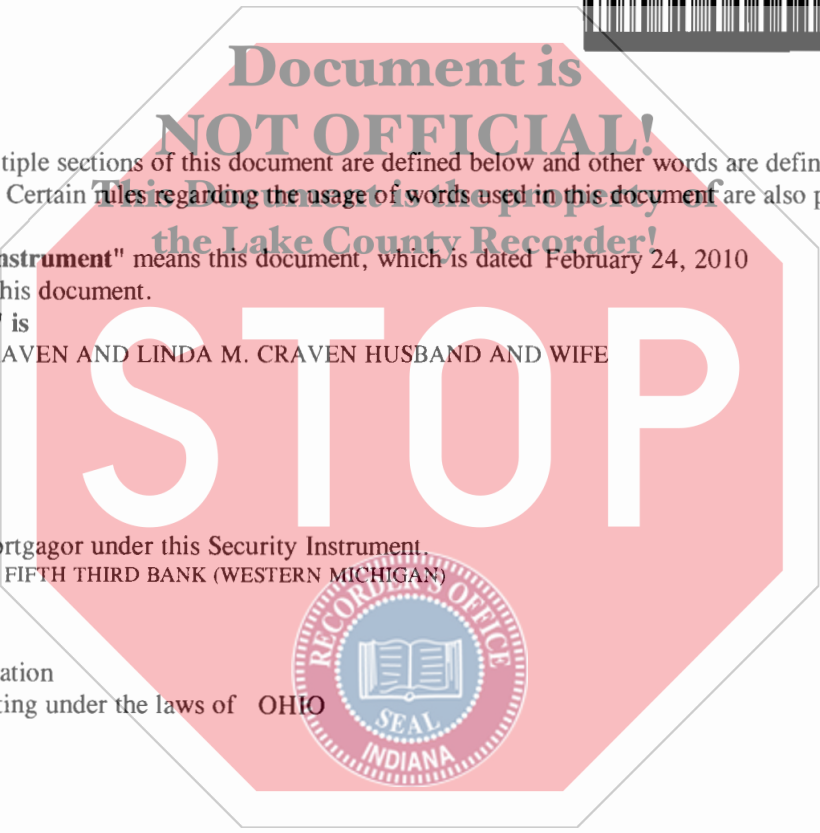 Document is
NOT OFFICIAL!
This Document is the property of
the Lake County Recorder!
tiple sections of this document are defined below and other words are defin
Certain rules regarding the usage of words used in this document are also p
nstrument" means this document, which is dated February 24, 2010
his document.
" is
AVEN AND LINDA M. CRAVEN HUSBAND AND WIFE
STOP
ortgagor under this Security Instrument.
FIFTH THIRD BANK (WESTERN MICHIGAN)
ation
ting under the laws of OHIO
RECORDER'S OFFICE
SEAL
INDIANA